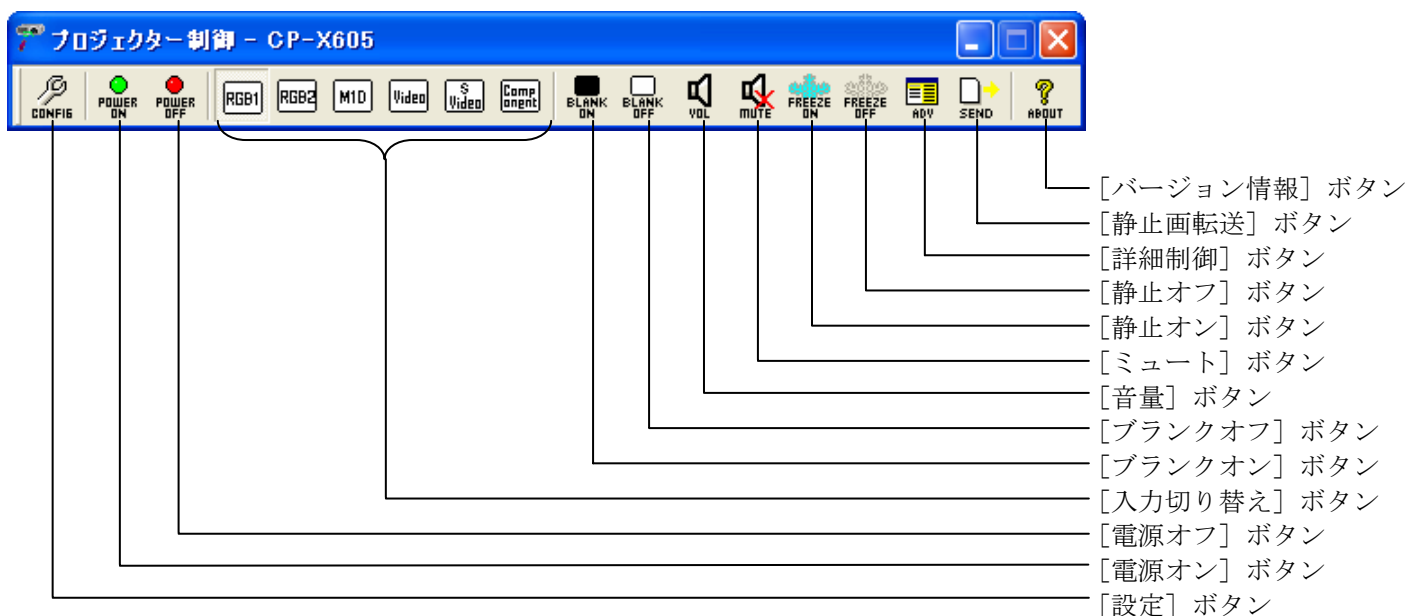 プロジェクター制御 - CP-X605
CONFIG
POWER ON
POWER OFF
RGB1
RGB2
M1D
Video
S Video
Component
BLANK ON
BLANK OFF
VOL
MUTE
FREEZE ON
FREEZE OFF
ADV
SEND
?
ABOUT
[バージョン情報] ボタン
[静止画転送] ボタン
[詳細制御] ボタン
[静止オフ] ボタン
[静止オン] ボタン
[ミュート] ボタン
[音量] ボタン
[ブランクオフ] ボタン
[ブランクオン] ボタン
[入力切り替え] ボタン
[電源オフ] ボタン
[電源オン] ボタン
[設定] ボタン